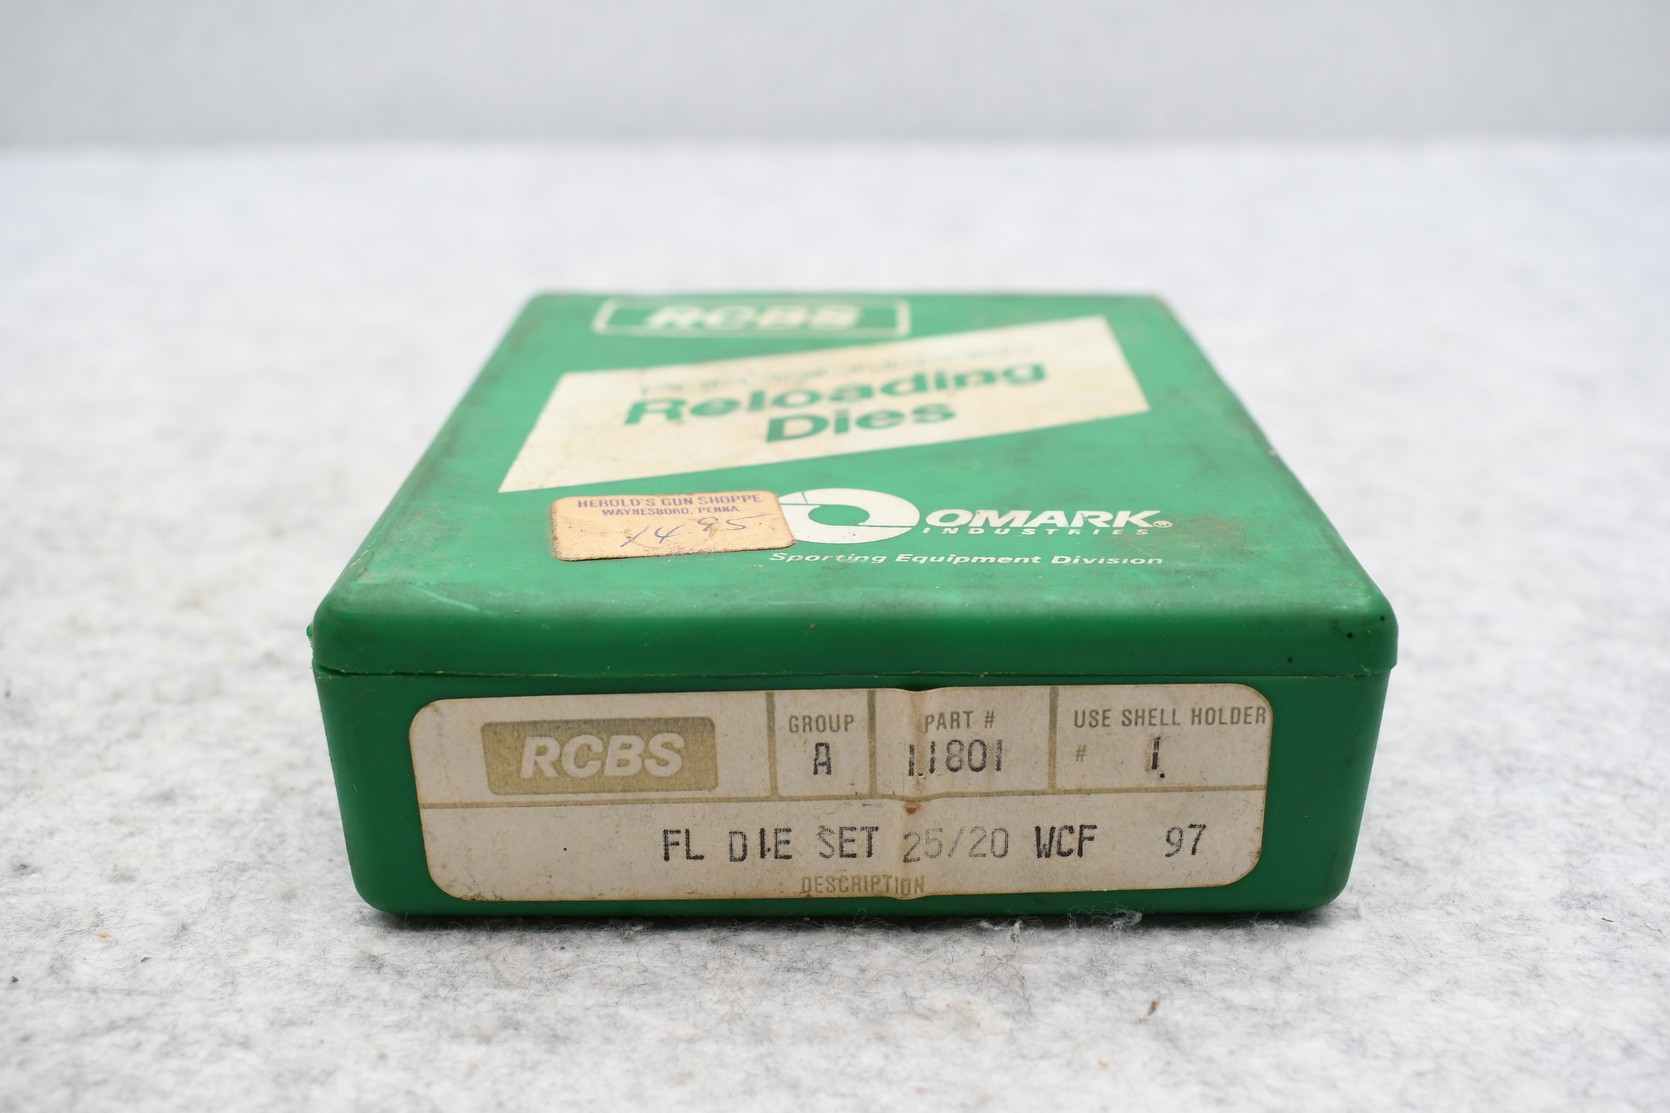 RCBS
Reloading
Dies
HEROLD'S GUN SHOPPE
WAYNESBORO, PENNA.
14 95
OMARK®
INDUSTRIES
Sporting Equipment Division
RCBS
GROUP
A
PART #
11801
USE SHELL HOLDER
# 1
FL DIE SET 25/20 WCF 97
DESCRIPTION